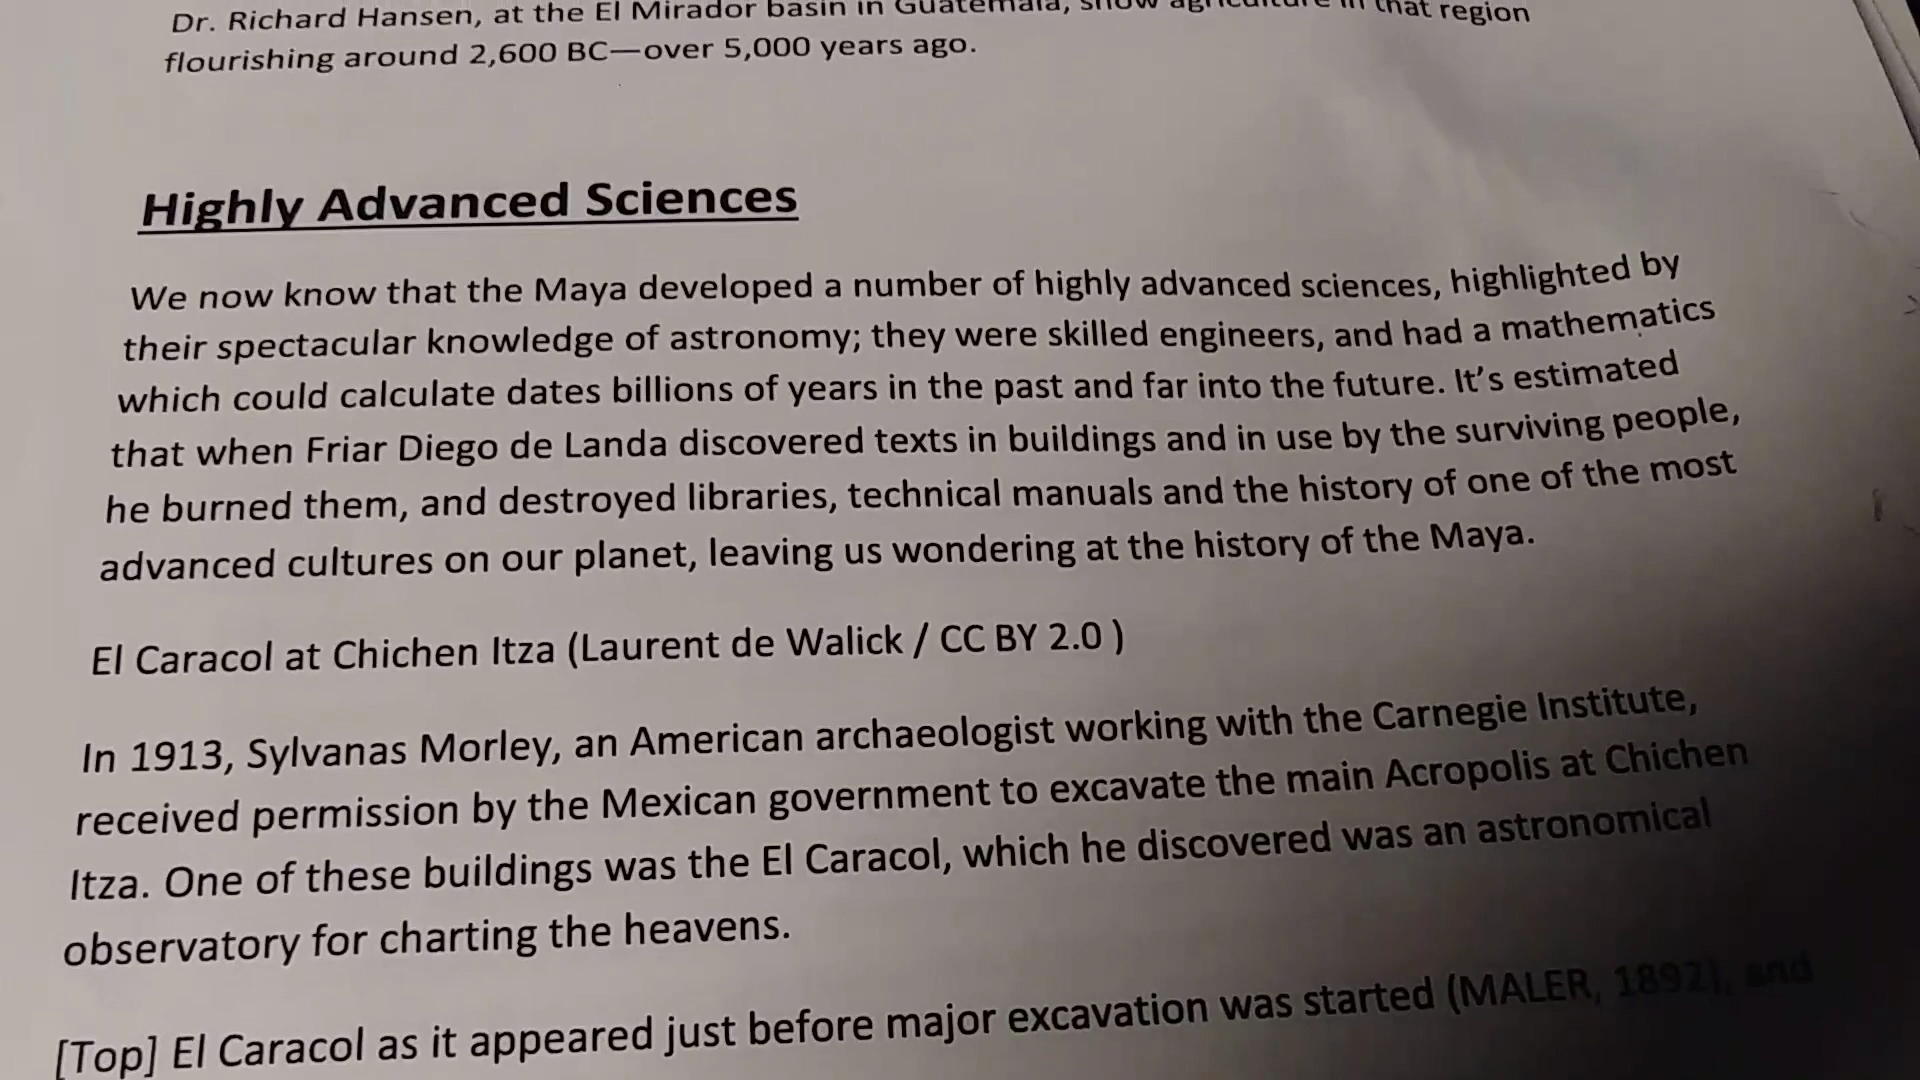 Dr. Richard Hansen, at the El Mirador basin in Guatemala, show agriculture in that region
flourishing around 2,600 BC—over 5,000 years ago.
Highly Advanced Sciences
We now know that the Maya developed a number of highly advanced sciences, highlighted by
their spectacular knowledge of astronomy; they were skilled engineers, and had a mathematics
which could calculate dates billions of years in the past and far into the future. It's estimated
that when Friar Diego de Landa discovered texts in buildings and in use by the surviving people,
he burned them, and destroyed libraries, technical manuals and the history of one of the most
advanced cultures on our planet, leaving us wondering at the history of the Maya.
El Caracol at Chichen Itza (Laurent de Walick / CC BY 2.0 )
In 1913, Sylvanas Morley, an American archaeologist working with the Carnegie Institute,
received permission by the Mexican government to excavate the main Acropolis at Chichen
Itza. One of these buildings was the El Caracol, which he discovered was an astronomical
observatory for charting the heavens.
[Top] El Caracol as it appeared just before major excavation was started (MALER, 1892), and